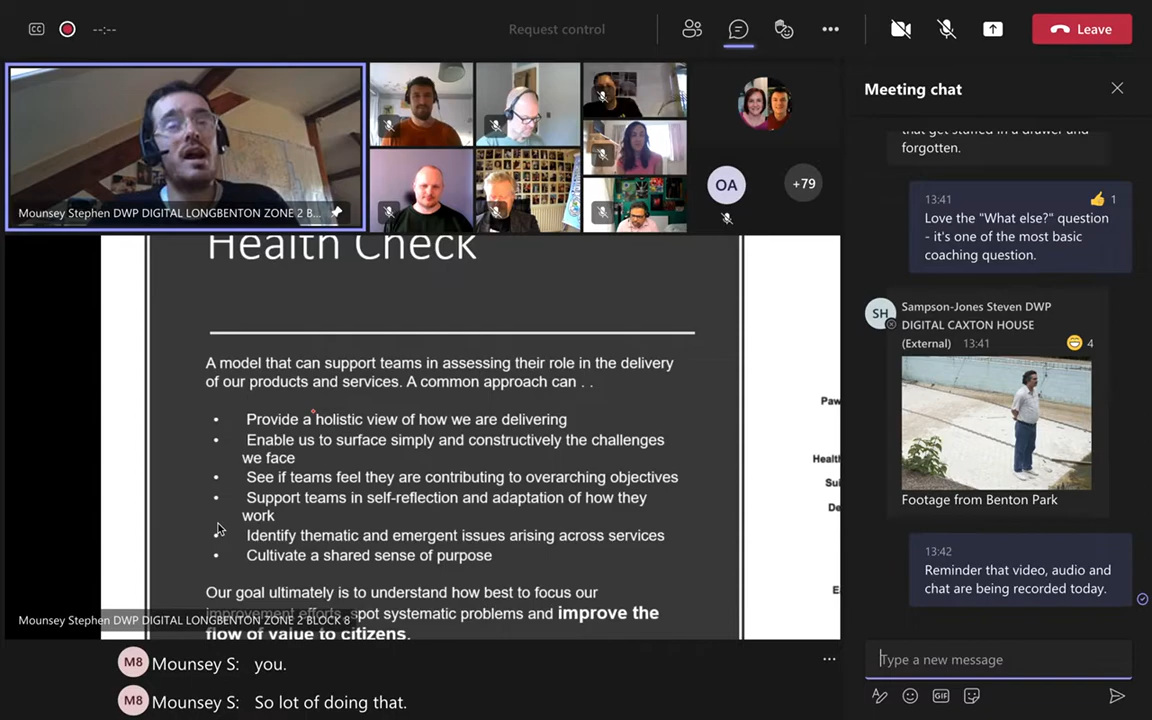 CC
--:--
Request control
Leave
Mounsey Stephen DWP DIGITAL LONGBENTON ZONE 2 B...
OA
+79
Health Check
A model that can support teams in assessing their role in the delivery
of our products and services. A common approach can . .
• Provide a holistic view of how we are delivering
• Enable us to surface simply and constructively the challenges
we face
• See if teams feel they are contributing to overarching objectives
• Support teams in self-reflection and adaptation of how they
work
• Identify thematic and emergent issues arising across services
• Cultivate a shared sense of purpose
Our goal ultimately is to understand how best to focus our
improvement efforts, spot systematic problems and improve the
flow of value to citizens.
Mounsey Stephen DWP DIGITAL LONGBENTON ZONE 2 BLOCK 8
Paw
Health
Sui
De
E
M8 Mounsey S: you.
M8 Mounsey S: So lot of doing that.
Meeting chat
that get stuffed in a drawer and
forgotten.
13:41
1
Love the "What else?" question
- it's one of the most basic
coaching question.
SH
Sampson-Jones Steven DWP
DIGITAL CAXTON HOUSE
(External) 13:41
4
Footage from Benton Park
13:42
Reminder that video, audio and
chat are being recorded today.
Type a new message
GIF